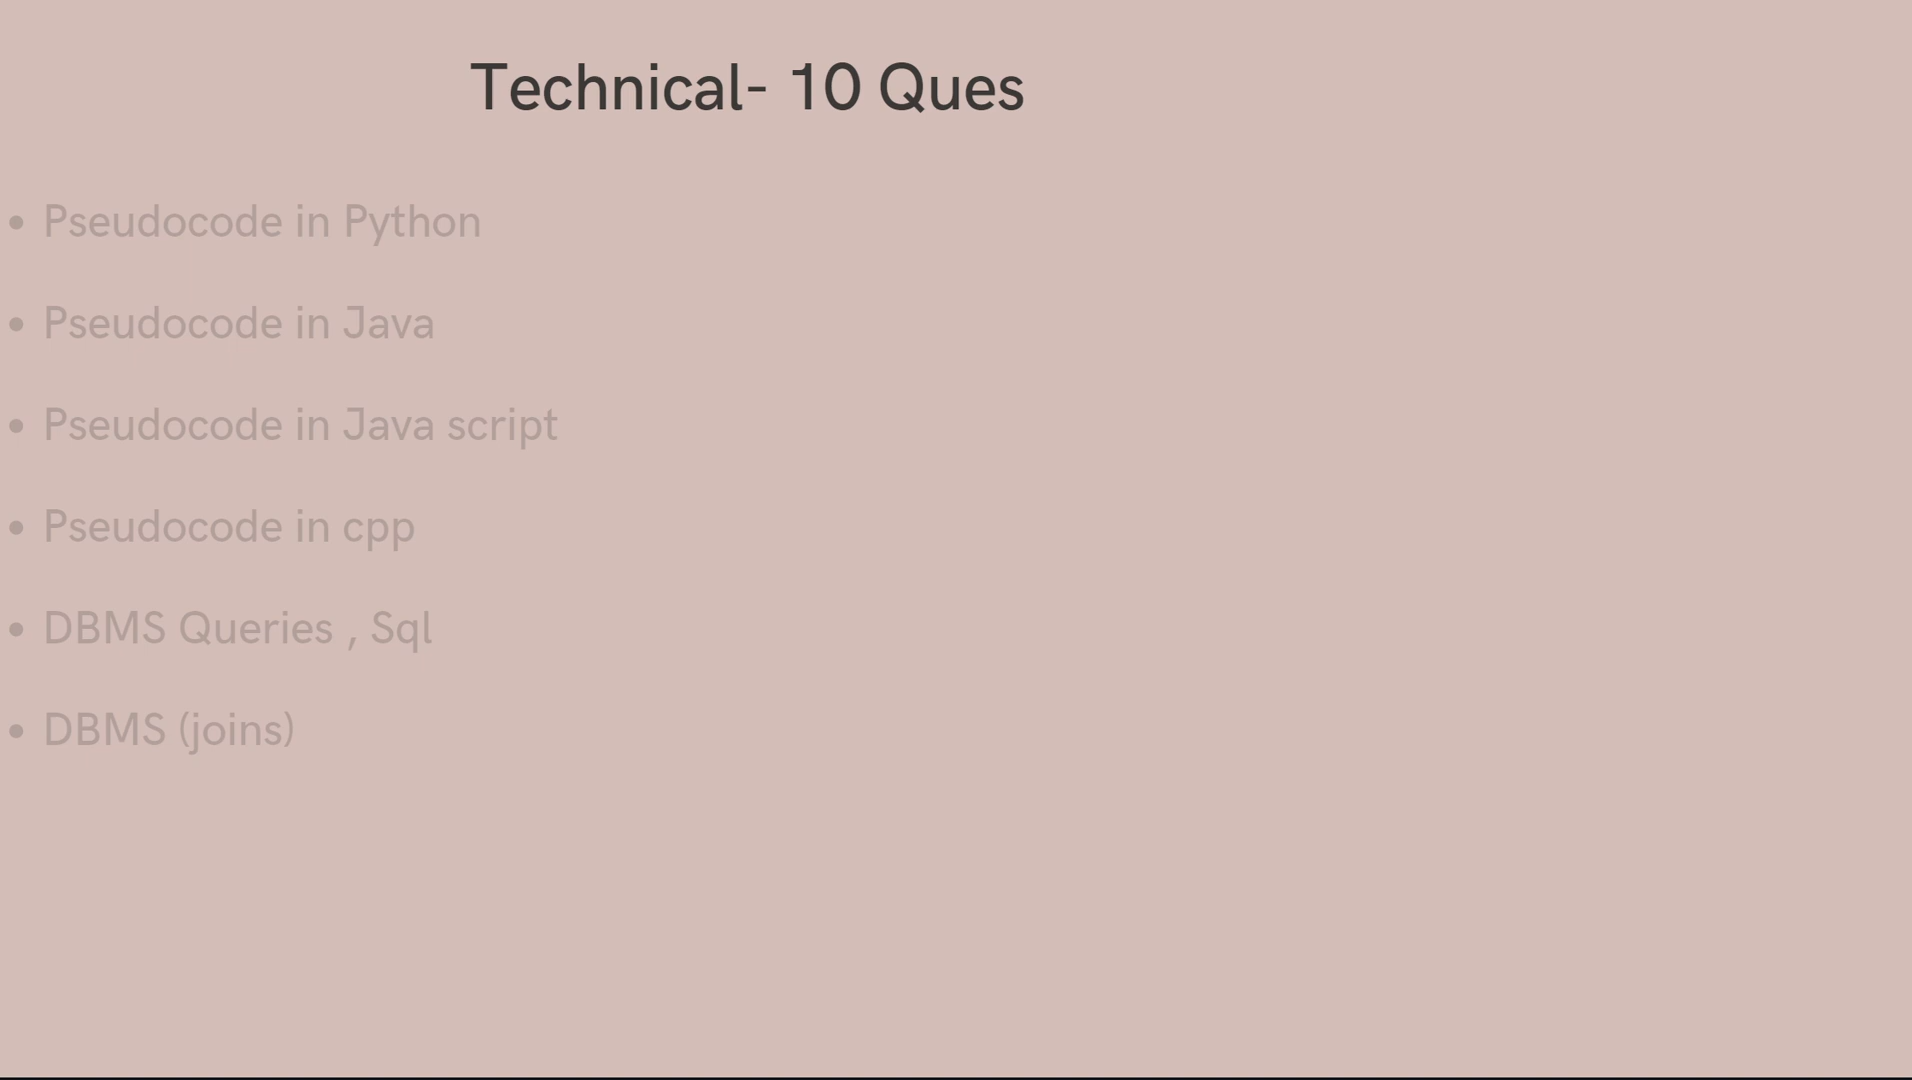 Technical- 10 Ques
• Pseudocode in Python
• Pseudocode in Java
• Pseudocode in Java script
• Pseudocode in cpp
• DBMS Queries , Sql
• DBMS (joins)